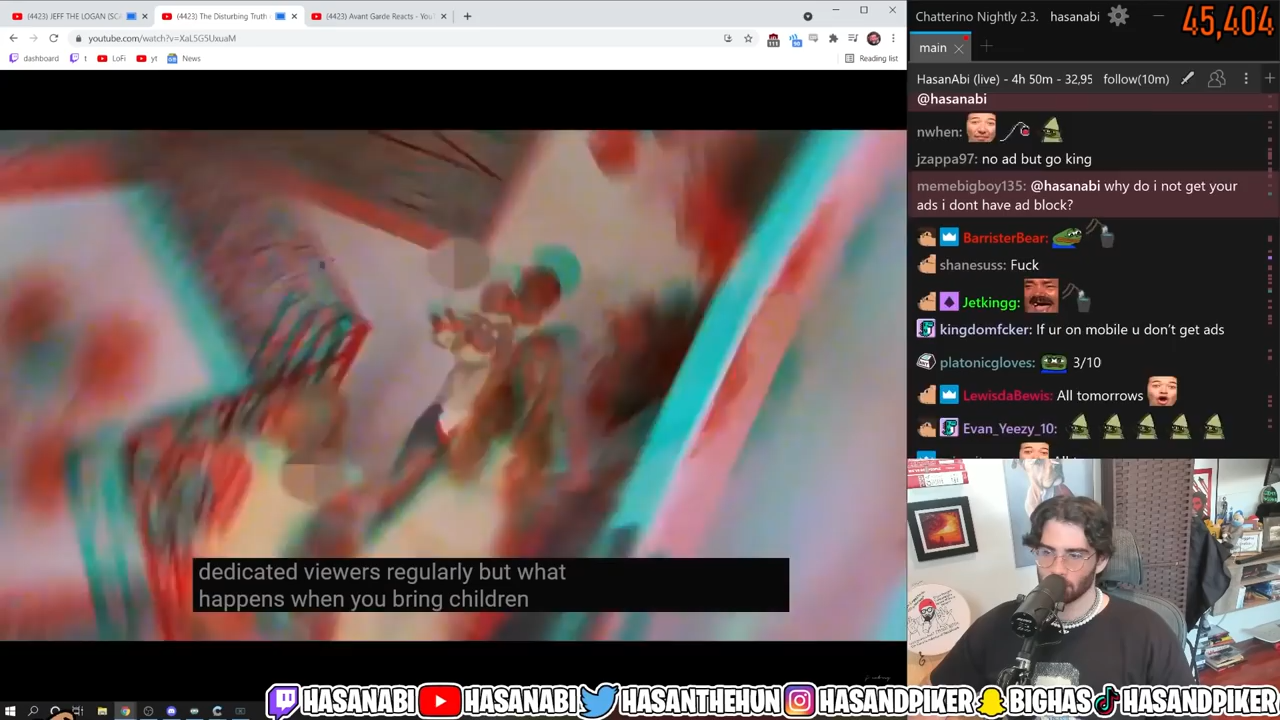 (4423) JEFF THE LOGAN (SCA
(4423) The Disturbing Truth
(4423) Avant Garde Reacts - You
youtube.com/watch?v=XaL5G5UxuaM
dashboard
t
LoFi
yt
News
Reading list
Chatterino Nightly 2.3.
hasanabi
45,404
main
HasanAbi (live) - 4h 50m - 32,95
follow(10m)
@hasanabi
nwhen:
jzappa97: no ad but go king
memebigboy135: @hasanabi why do i not get your
ads i dont have ad block?
BarristerBear:
shanesuss: Fuck
Jetkingg:
kingdomfcker: If ur on mobile u don't get ads
platonicgloves: 3/10
LewisdaBewis: All tomorrows
Evan_Yeezy_10:
dedicated viewers regularly but what
happens when you bring children
HASANABI
HASANABI
HASANTHEHUN
HASANDPIKER
BIGHAS
HASANDPIKER